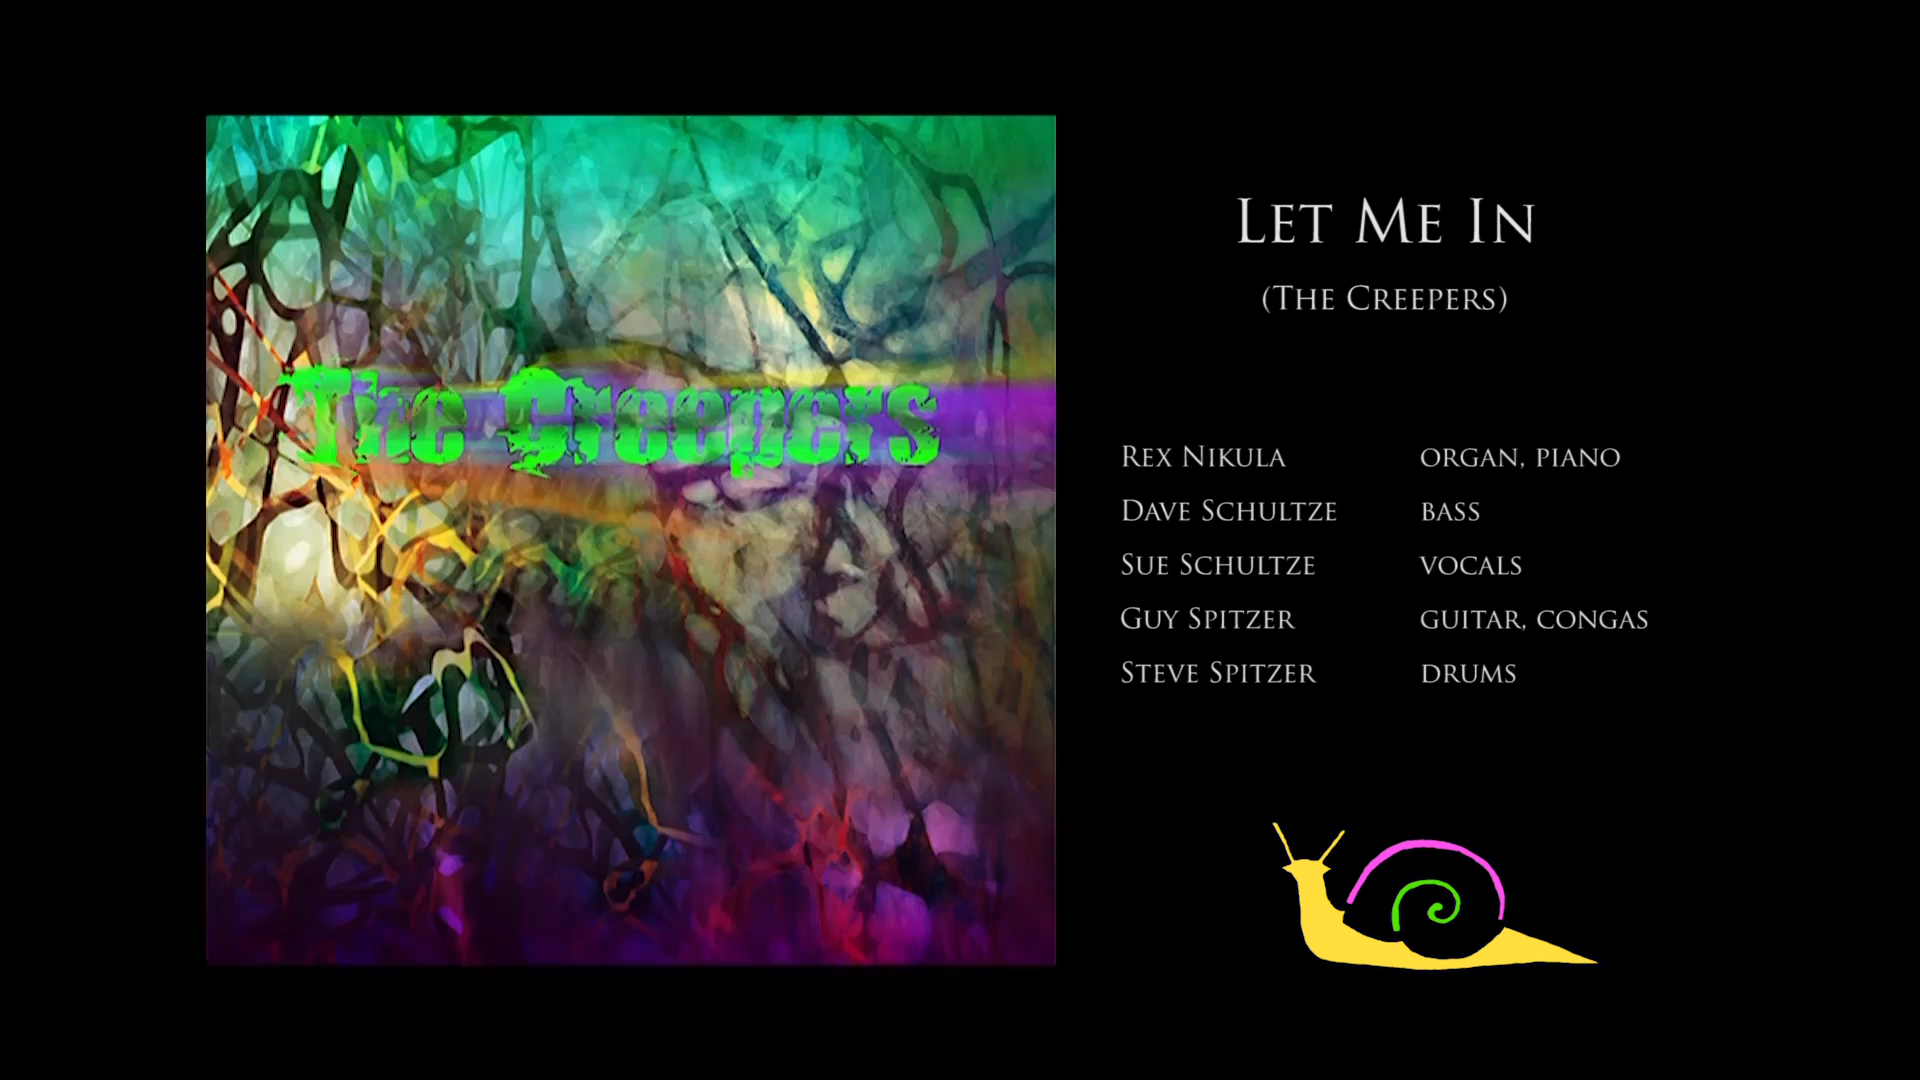 The Creepers
Let Me In
(The Creepers)
Rex Nikula organ, piano
Dave Schultze bass
Sue Schultze vocals
Guy Spitzer guitar, congas
Steve Spitzer drums